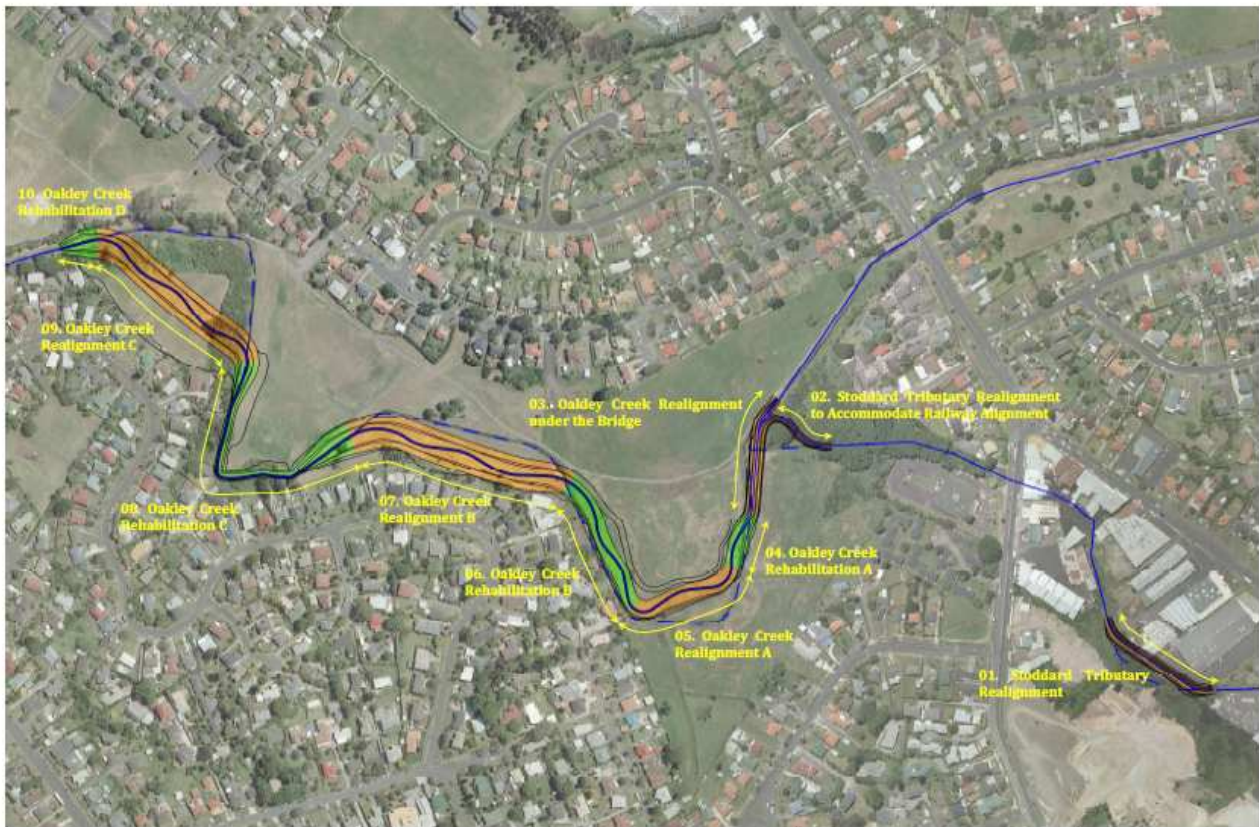 10. Oakley Creek
Rehabilitation D
09. Oakley Creek
Realignment C
03. Oakley Creek Realignment
under the Bridge
02. Stoddard Tributary Realignment
to Accommodate Railway Alignment
08. Oakley Creek
Rehabilitation C
07. Oakley Creek
Realignment B
06. Oakley Creek
Rehabilitation B
04. Oakley Creek
Rehabilitation A
05. Oakley Creek
Realignment A
01. Stoddard Tributary
Realignment